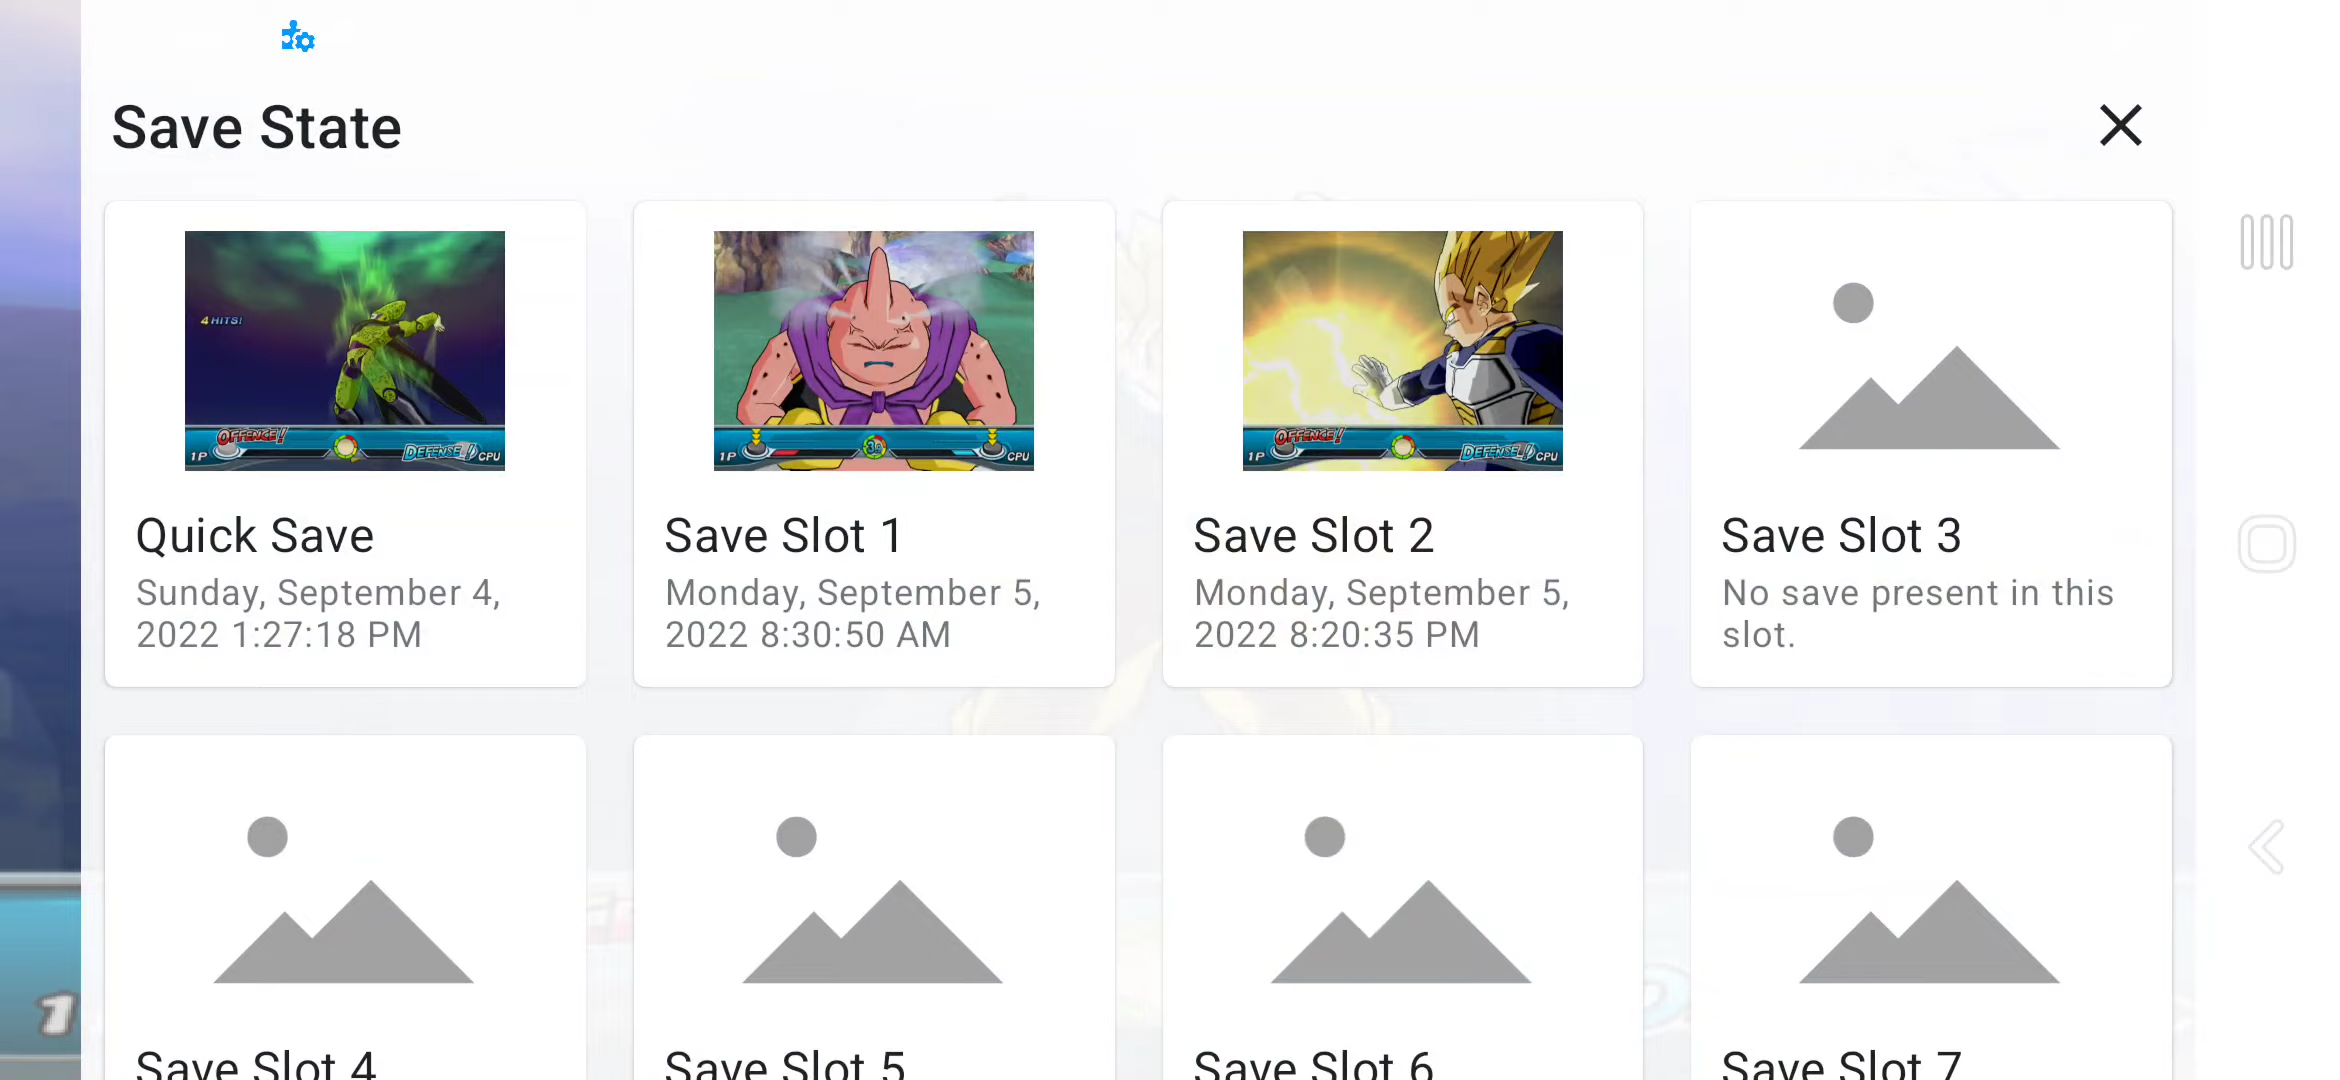 Save State
4 HITS!
OFFENCE!
1P
DEFENSE!
CPU
Quick Save
Sunday, September 4,
2022 1:27:18 PM
1P
CPU
Save Slot 1
Monday, September 5,
2022 8:30:50 AM
OFFENCE!
1P
DEFENSE!
CPU
Save Slot 2
Monday, September 5,
2022 8:20:35 PM
Save Slot 3
No save present in this
slot.
1
Save Slot 4
Save Slot 5
Save Slot 6
Save Slot 7